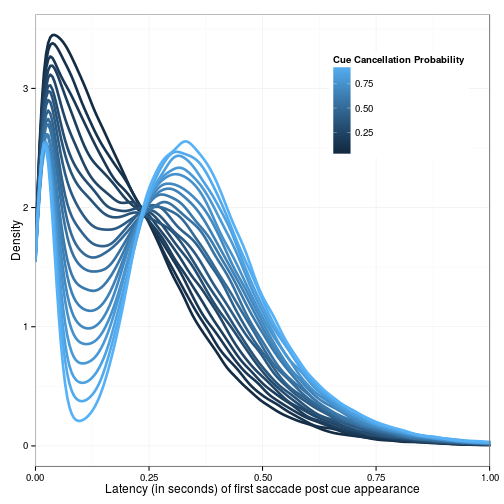 Cue Cancellation Probability
0.75
0.50
0.25
3
2
1
0
Density
0.00 0.25 0.50 0.75 1.00
Latency (in seconds) of first saccade post cue appearance